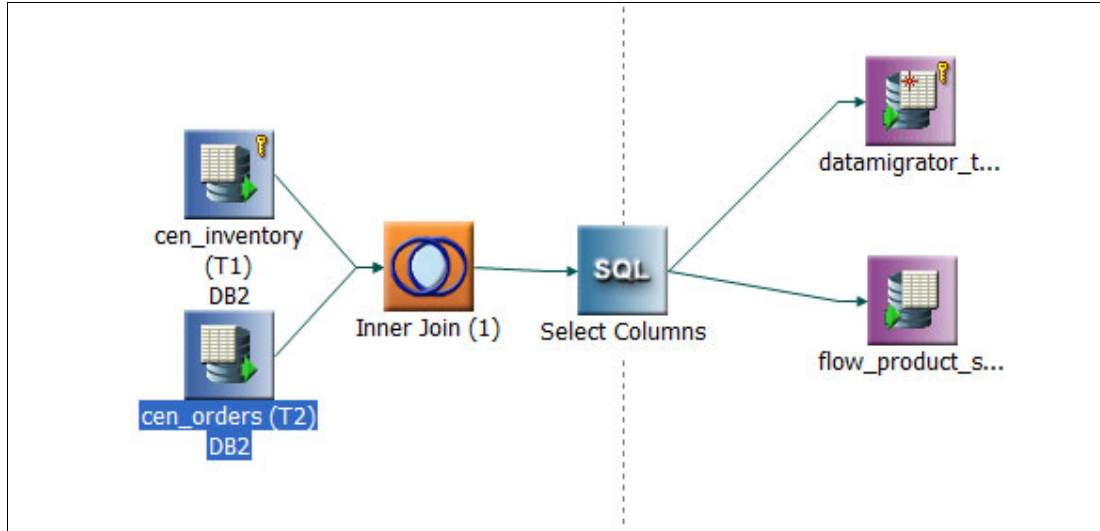 cen_inventory
(T1)
DB2
cen_orders (T2)
DB2
Inner Join (1)
SQL
Select Columns
datamigrator_t...
flow_product_s...